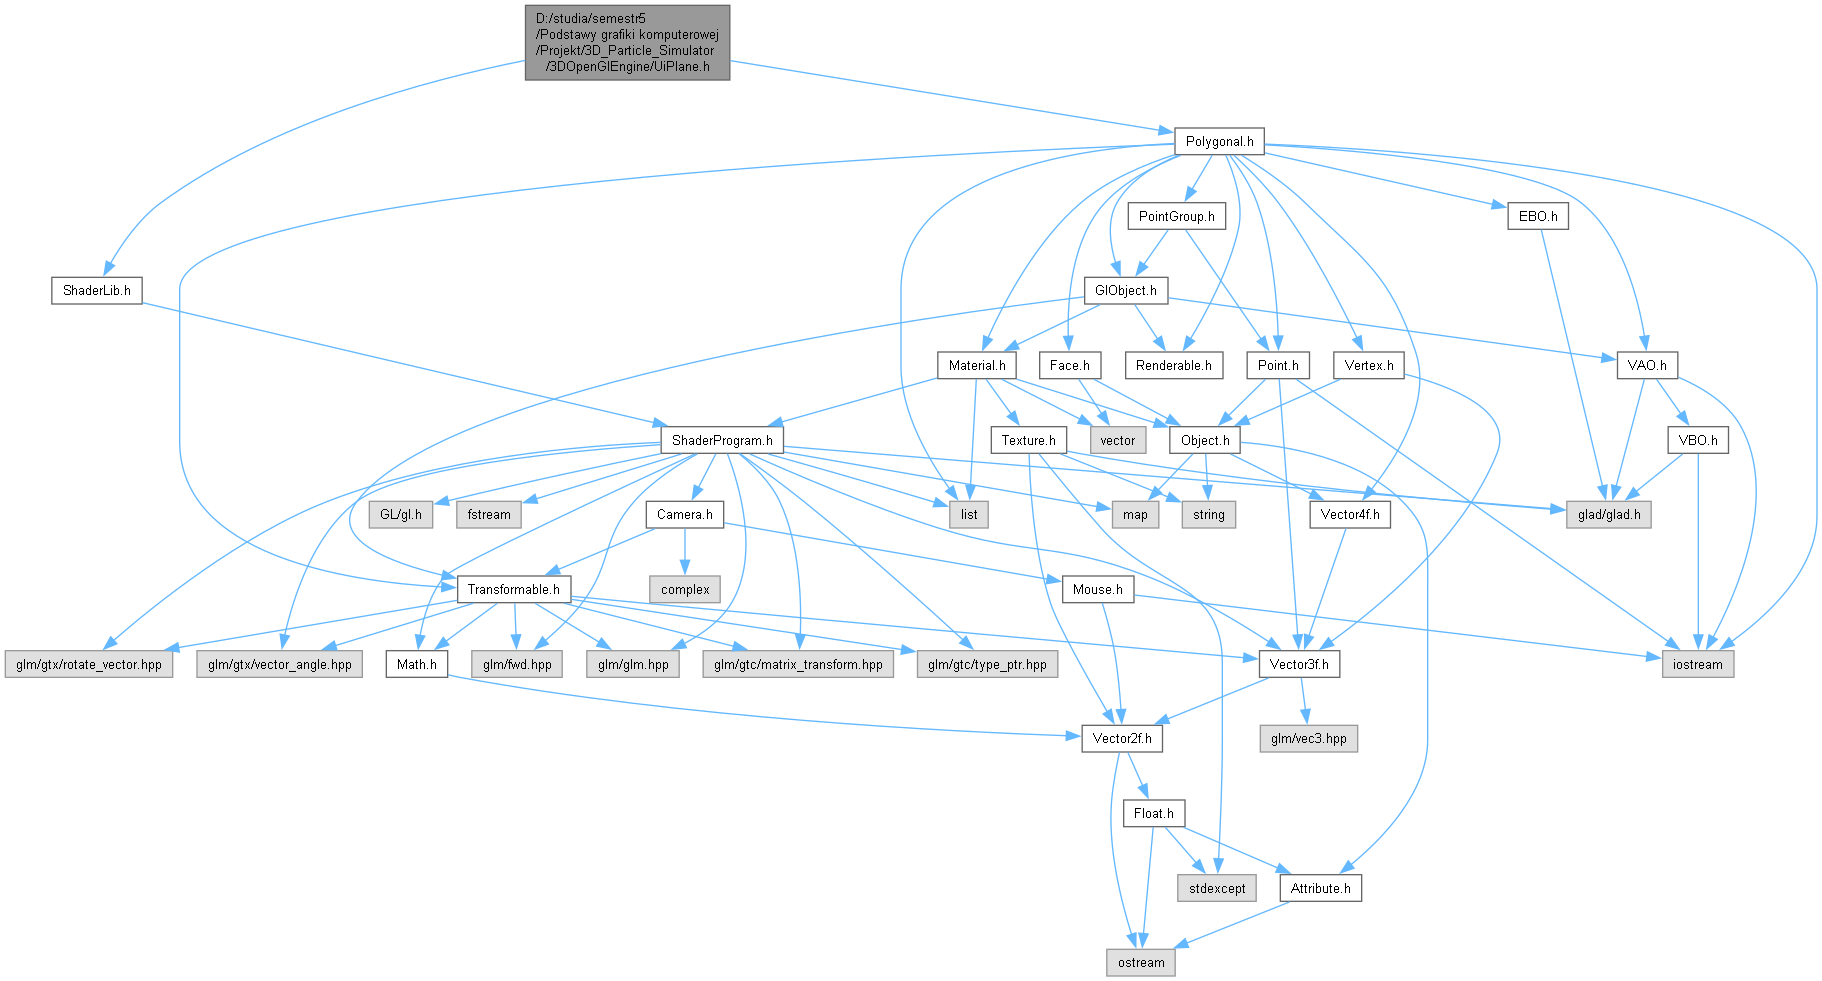 D:/studia/semestr5
/Podstawy grafiki komputerowej
/Projekt/3D_Particle_Simulator
/3DOpenGlEngine/UiPlane.h
Polygonal.h
PointGroup.h
EBO.h
ShaderLib.h
GlObject.h
Material.h
Face.h
Renderable.h
Point.h
Vertex.h
VAO.h
ShaderProgram.h
Texture.h
vector
Object.h
VBO.h
GL/gl.h
fstream
Camera.h
list
map
string
Vector4f.h
glad/glad.h
Transformable.h
complex
Mouse.h
glm/gtx/rotate_vector.hpp
glm/gtx/vector_angle.hpp
Math.h
glm/fwd.hpp
glm/glm.hpp
glm/gtc/matrix_transform.hpp
glm/gtc/type_ptr.hpp
Vector3f.h
iostream
Vector2f.h
glm/vec3.hpp
Float.h
stdexcept
Attribute.h
ostream